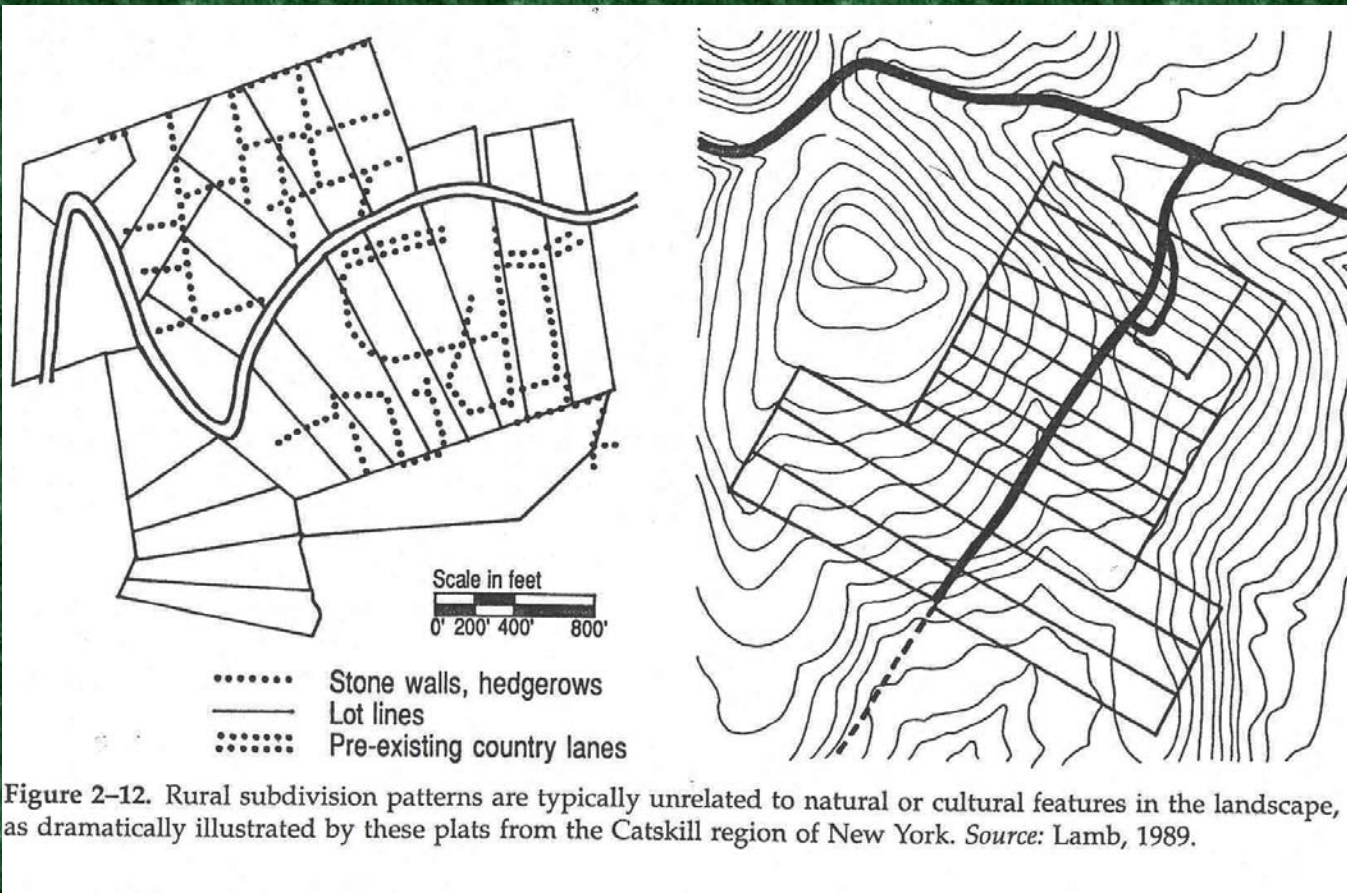 Scale in feet
0' 200' 400' 800'
Stone walls, hedgerows
Lot lines
Pre-existing country lanes
Figure 2–12. Rural subdivision patterns are typically unrelated to natural or cultural features in the landscape,
as dramatically illustrated by these plats from the Catskill region of New York. Source: Lamb, 1989.